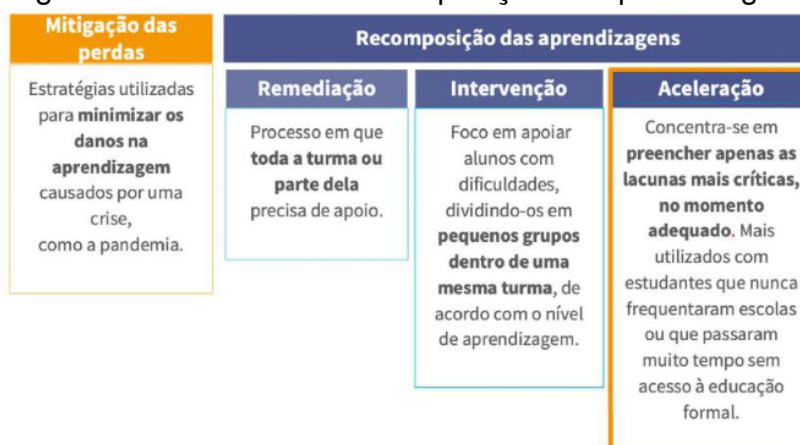 Mitigação das
perdas
Estratégias utilizadas
para minimizar os
danos na
aprendizagem
causados por uma
crise,
como a pandemia.
Recomposição das aprendizagens
Remediação
Processo em que
toda a turma ou
parte dela
precisa de apoio.
Intervenção
Foco em apoiar
alunos com
dificuldades,
dividindo-os em
pequenos grupos
dentro de uma
mesma turma, de
acordo com o nível
de aprendizagem.
Aceleração
Concentra-se em
preencher apenas as
lacunas mais críticas,
no momento
adequado. Mais
utilizados com
estudantes que nunca
frequentaram escolas
ou que passaram
muito tempo sem
acesso à educação
formal.